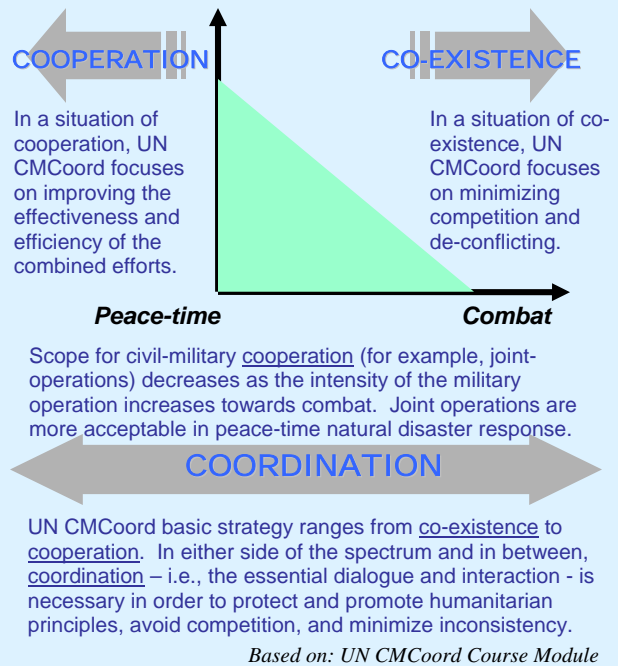 COOPERATION
CO-EXISTENCE
In a situation of
cooperation, UN
CMCoord focuses
on improving the
effectiveness and
efficiency of the
combined efforts.
In a situation of co-
existence, UN
CMCoord focuses
on minimizing
competition and
de-conflicting.
Peace-time
Combat
Scope for civil-military cooperation (for example, joint-
operations) decreases as the intensity of the military
operation increases towards combat.  Joint operations are
more acceptable in peace-time natural disaster response.
COORDINATION
UN CMCoord basic strategy ranges from co-existence to
cooperation.  In either side of the spectrum and in between,
coordination – i.e., the essential dialogue and interaction - is
necessary in order to protect and promote humanitarian
principles, avoid competition, and minimize inconsistency.
Based on: UN CMCoord Course Module